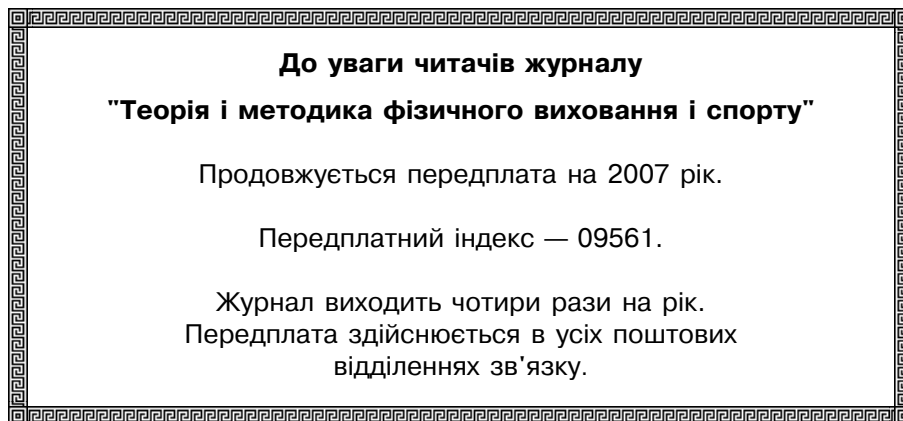 До уваги читачів журналу
"Теорія і методика фізичного виховання і спорту"
Продовжується передплата на 2007 рік.
Передплатний індекс — 09561.
Журнал виходить чотири рази на рік.
Передплата здійснюється в усіх поштових
відділеннях зв'язку.